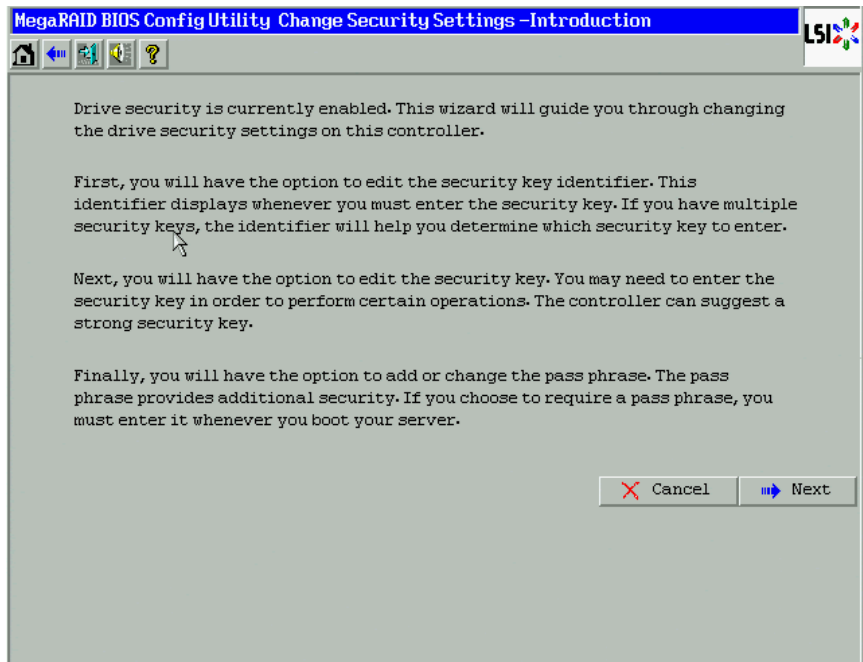 MegaRAID BIOS Config Utility Change Security Settings –Introduction
LSI
Drive security is currently enabled. This wizard will guide you through changing
the drive security settings on this controller.
First, you will have the option to edit the security key identifier. This
identifier displays whenever you must enter the security key. If you have multiple
security keys, the identifier will help you determine which security key to enter.
Next, you will have the option to edit the security key. You may need to enter the
security key in order to perform certain operations. The controller can suggest a
strong security key.
Finally, you will have the option to add or change the pass phrase. The pass
phrase provides additional security. If you choose to require a pass phrase, you
must enter it whenever you boot your server.
Cancel
Next